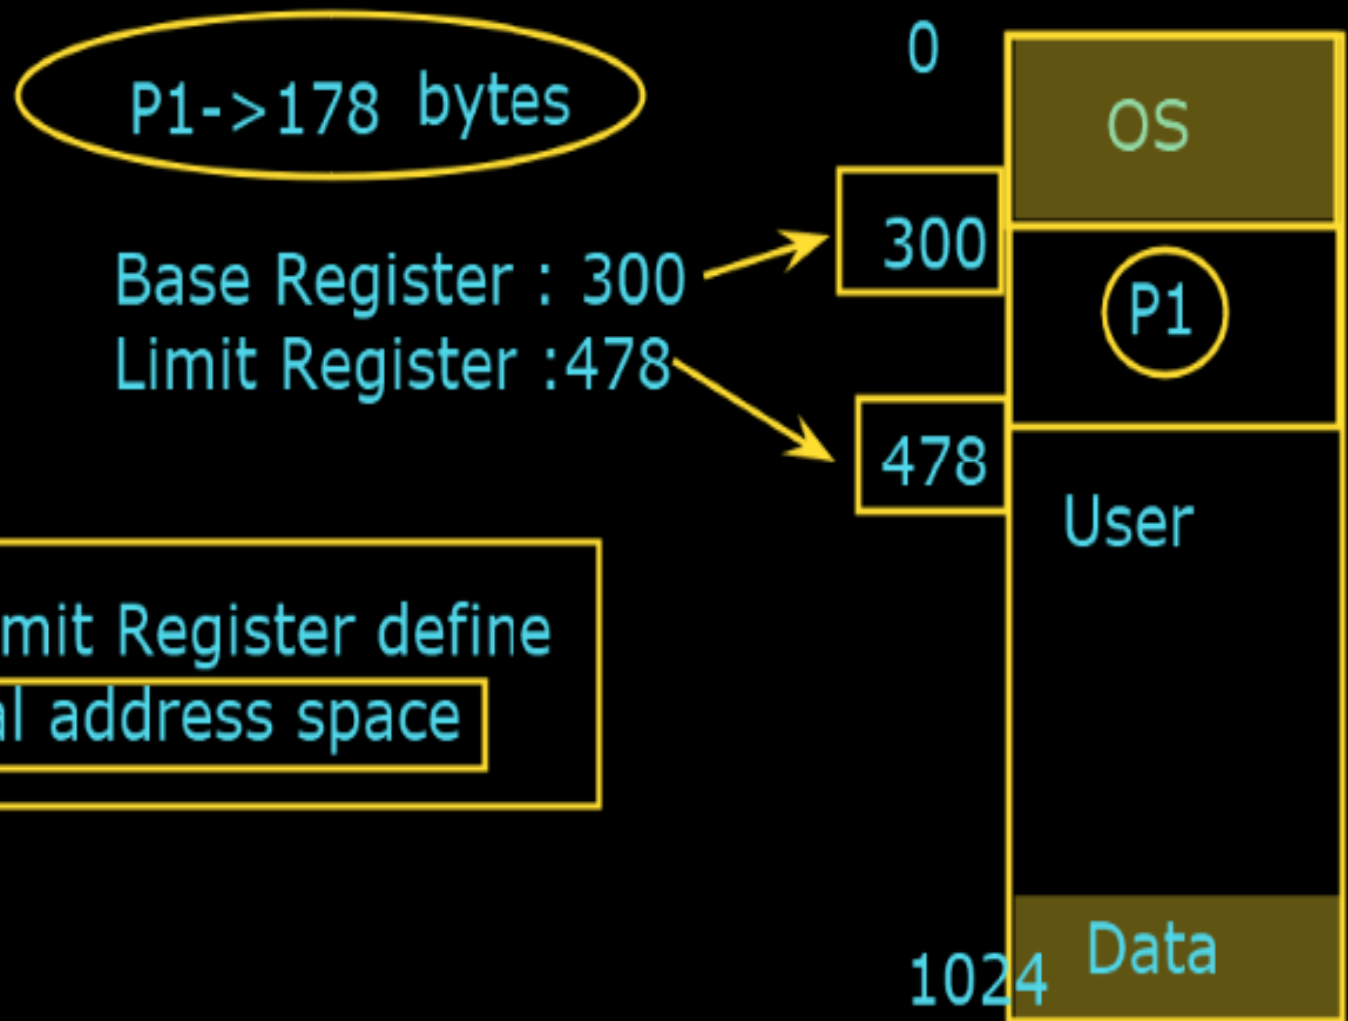 P1->178 bytes
Base Register : 300
Limit Register :478
mit Register define
al address space
0
OS
300
P1
478
User
Data
1024